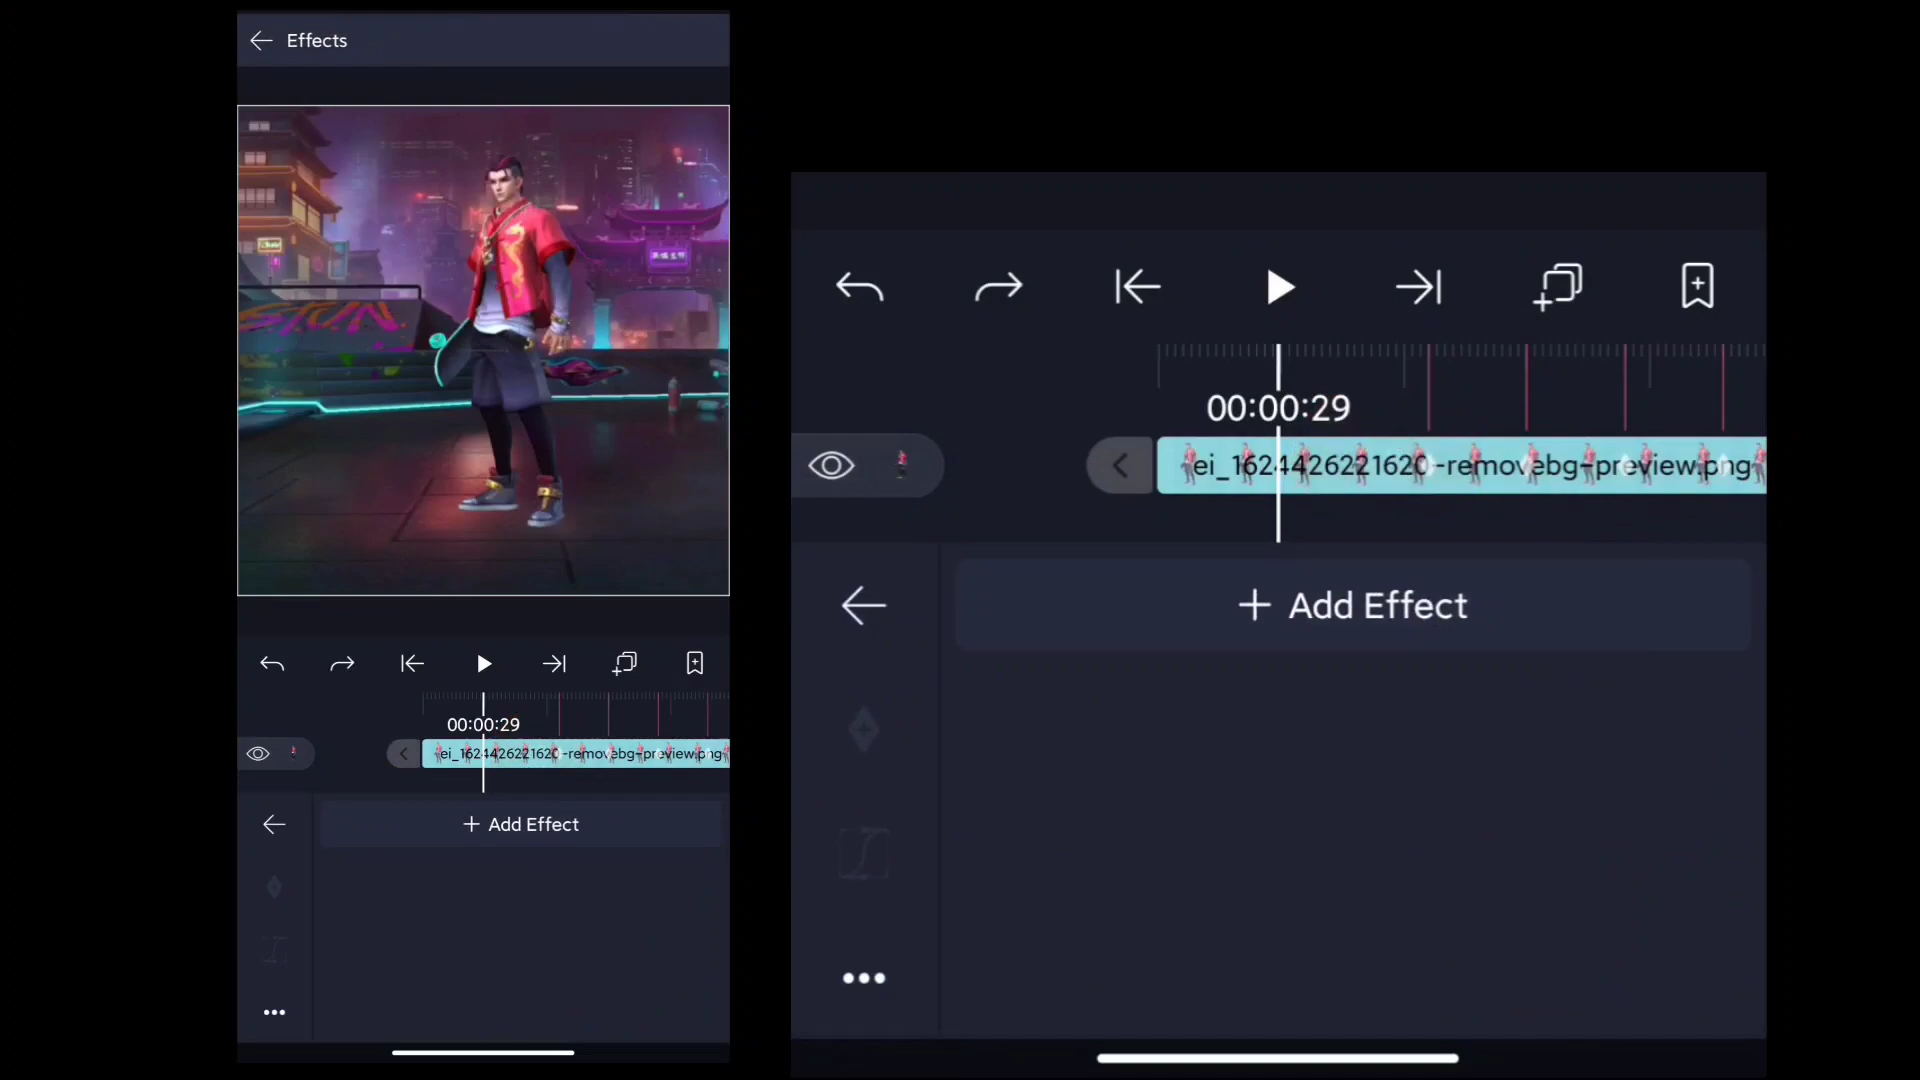 Effects
00:00:29
ei_1624426221620-removebg-preview.png
+ Add Effect
00:00:29
ei_1624426221620-removebg-preview.png
+ Add Effect